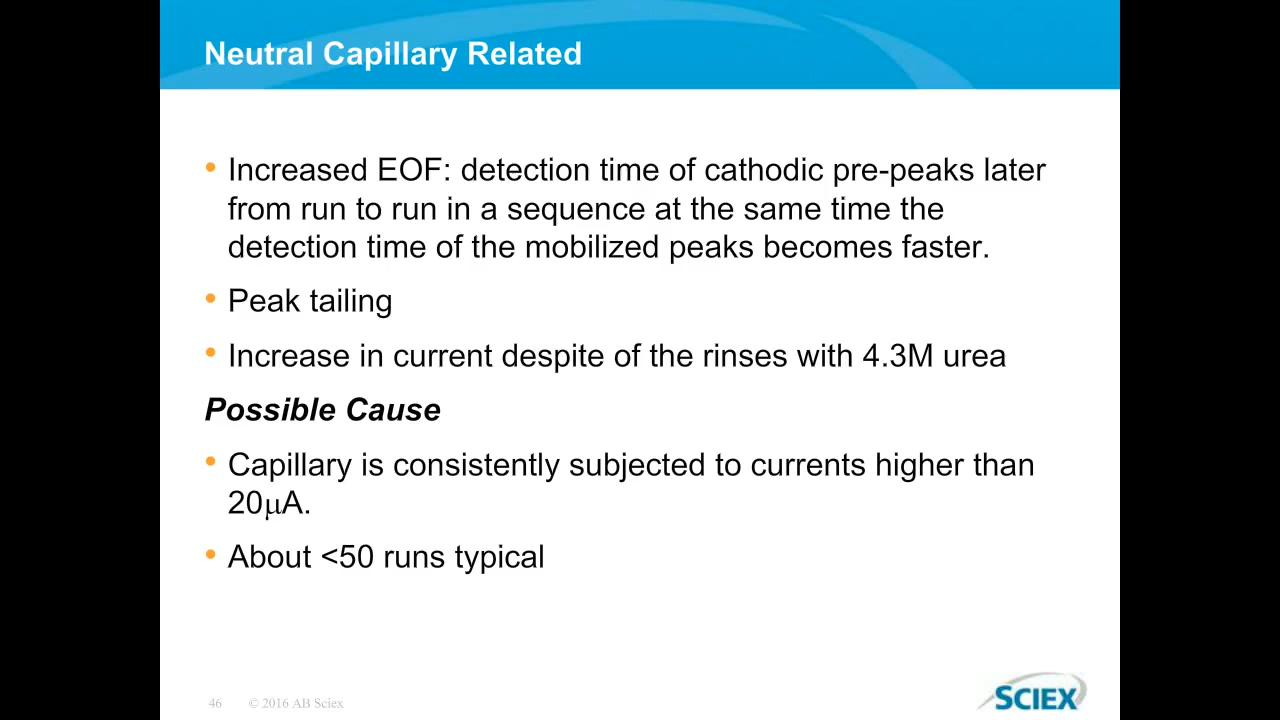 Neutral Capillary Related
• Increased EOF: detection time of cathodic pre-peaks later
from run to run in a sequence at the same time the
detection time of the mobilized peaks becomes faster.
• Peak tailing
• Increase in current despite of the rinses with 4.3M urea
Possible Cause
• Capillary is consistently subjected to currents higher than
20μA.
• About <50 runs typical
46 © 2016 AB Sciex
SCIEX